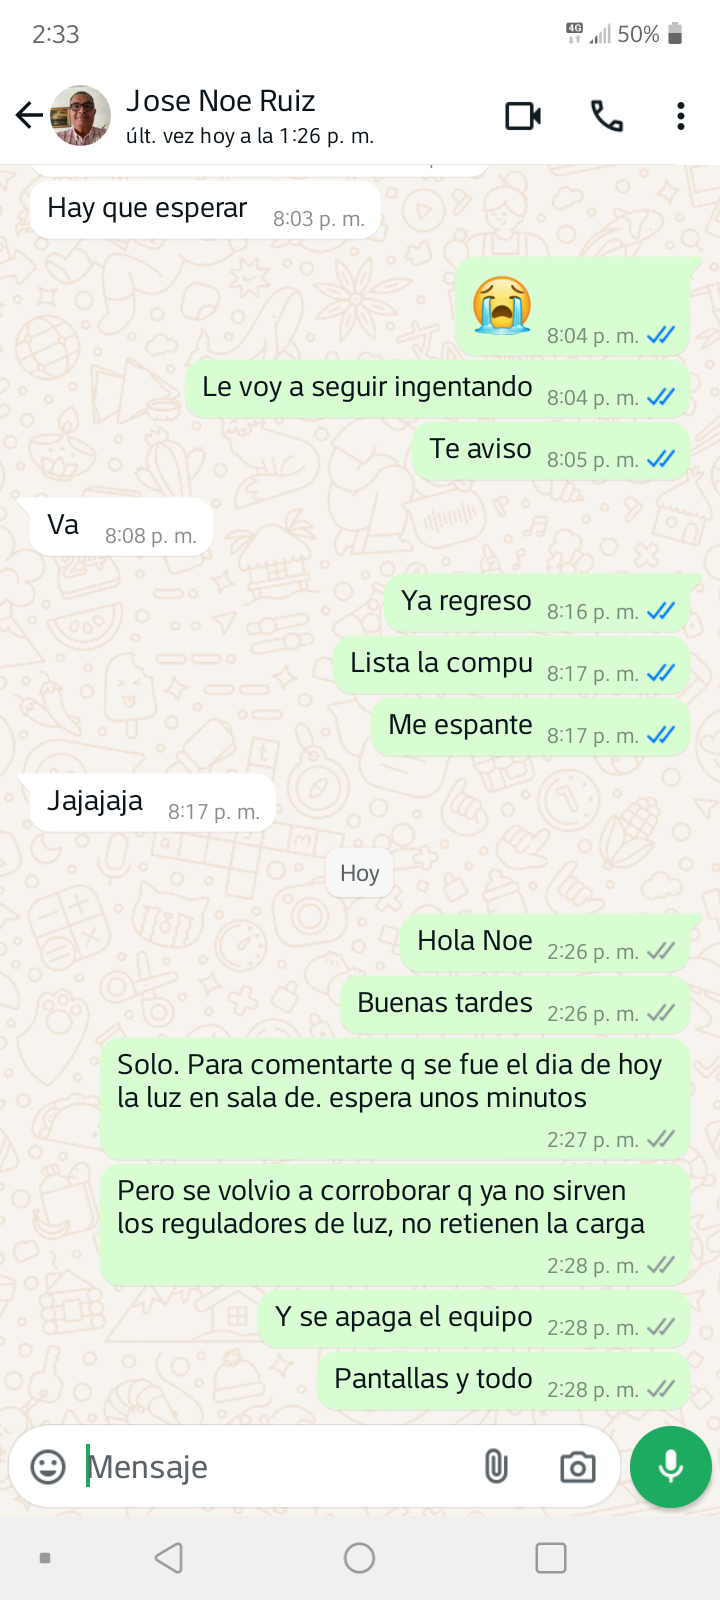 2:33
4G
50%
Jose Noe Ruiz
últ. vez hoy a la 1:26 p. m.
Hay que esperar
8:03 p. m.
8:04 p. m.
Le voy a seguir ingentando
8:04 p. m.
Te aviso
8:05 p. m.
Va
8:08 p. m.
Ya regreso
8:16 p. m.
Lista la compu
8:17 p. m.
Me espante
8:17 p. m.
Jajajaja
8:17 p. m.
Hoy
Hola Noe
2:26 p. m.
Buenas tardes
2:26 p. m.
Solo. Para comentarte q se fue el dia de hoy
la luz en sala de. espera unos minutos
2:27 p. m.
Pero se volvio a corroborar q ya no sirven
los reguladores de luz, no retienen la carga
2:28 p. m.
Y se apaga el equipo
2:28 p. m.
Pantallas y todo
2:28 p. m.
Mensaje